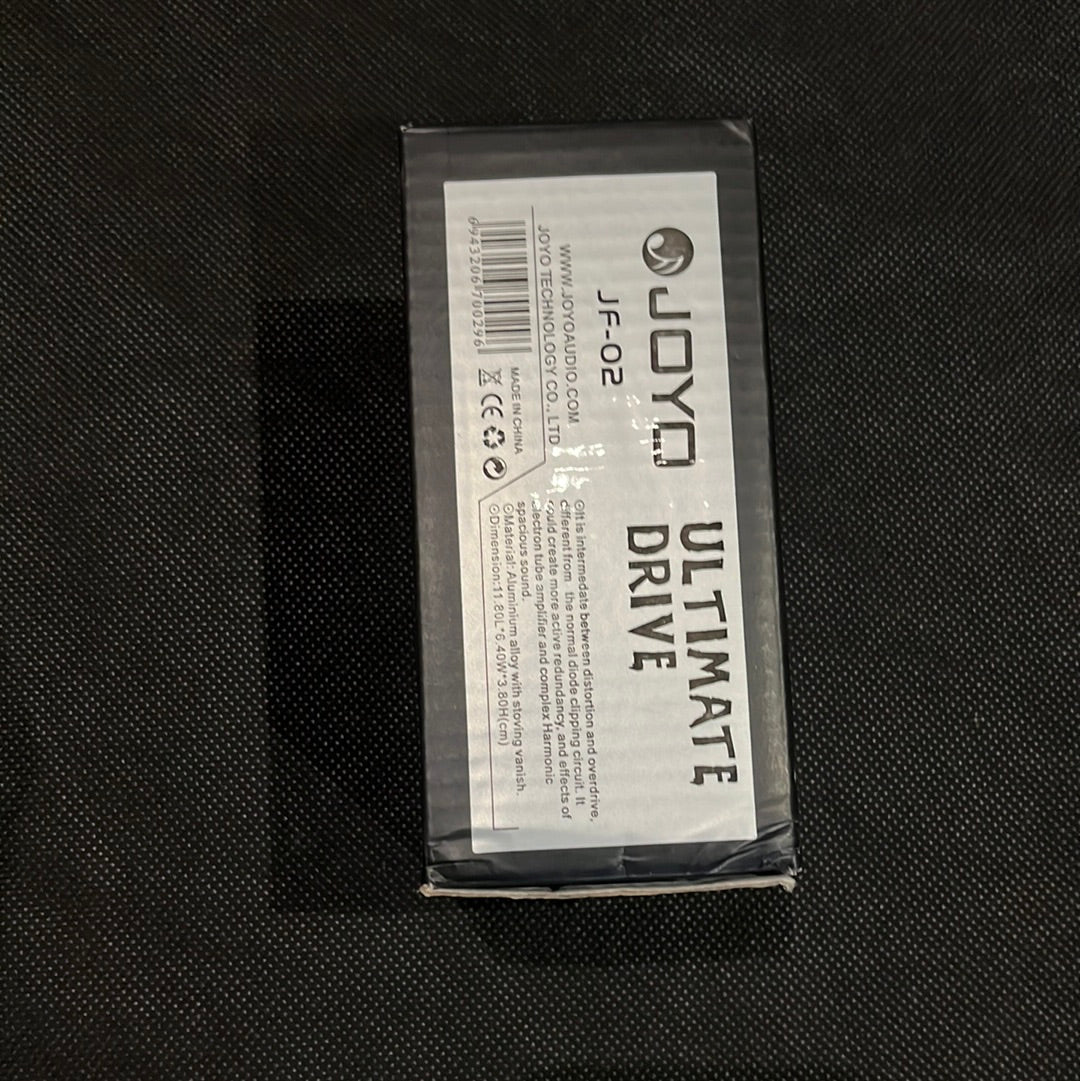 JOYO
JF-02
WWW.JOYOAUDIO.COM
JOYO TECHNOLOGY CO., LTD
6943206700296
MADE IN CHINA
CE
ULTIMATE
DRIVE
⊙It is intermedate between distortion and overdrive,
different from the normal diode clipping circuit. It
could create more active redundancy, and effects of
electron tube amplifier and complex Harmonic
spacious sound.
⊙Material: Aluminium alloy with stoving vanish.
⊙Dimension:11.80L*6.40W*3.80H(cm)